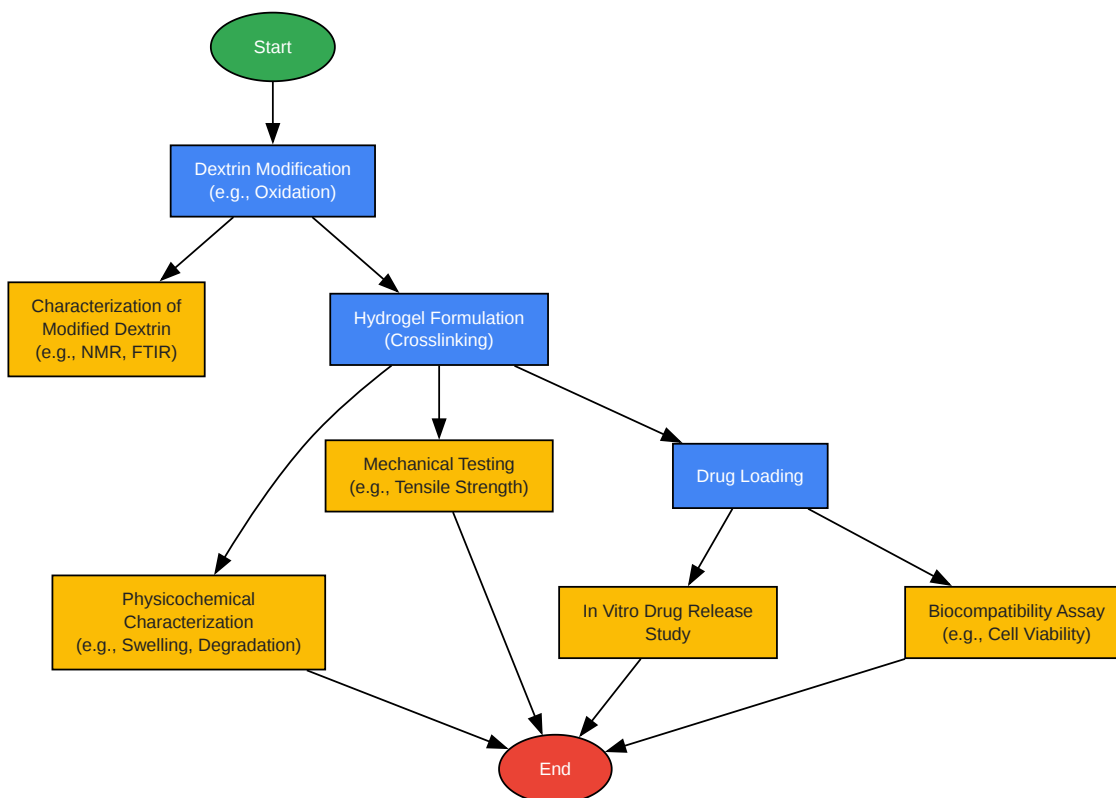 Start
Dextrin Modification
(e.g., Oxidation)
Characterization of
Modified Dextrin
(e.g., NMR, FTIR)
Hydrogel Formulation
(Crosslinking)
Mechanical Testing
(e.g., Tensile Strength)
Drug Loading
Physicochemical
Characterization
(e.g., Swelling, Degradation)
In Vitro Drug Release
Study
Biocompatibility Assay
(e.g., Cell Viability)
End